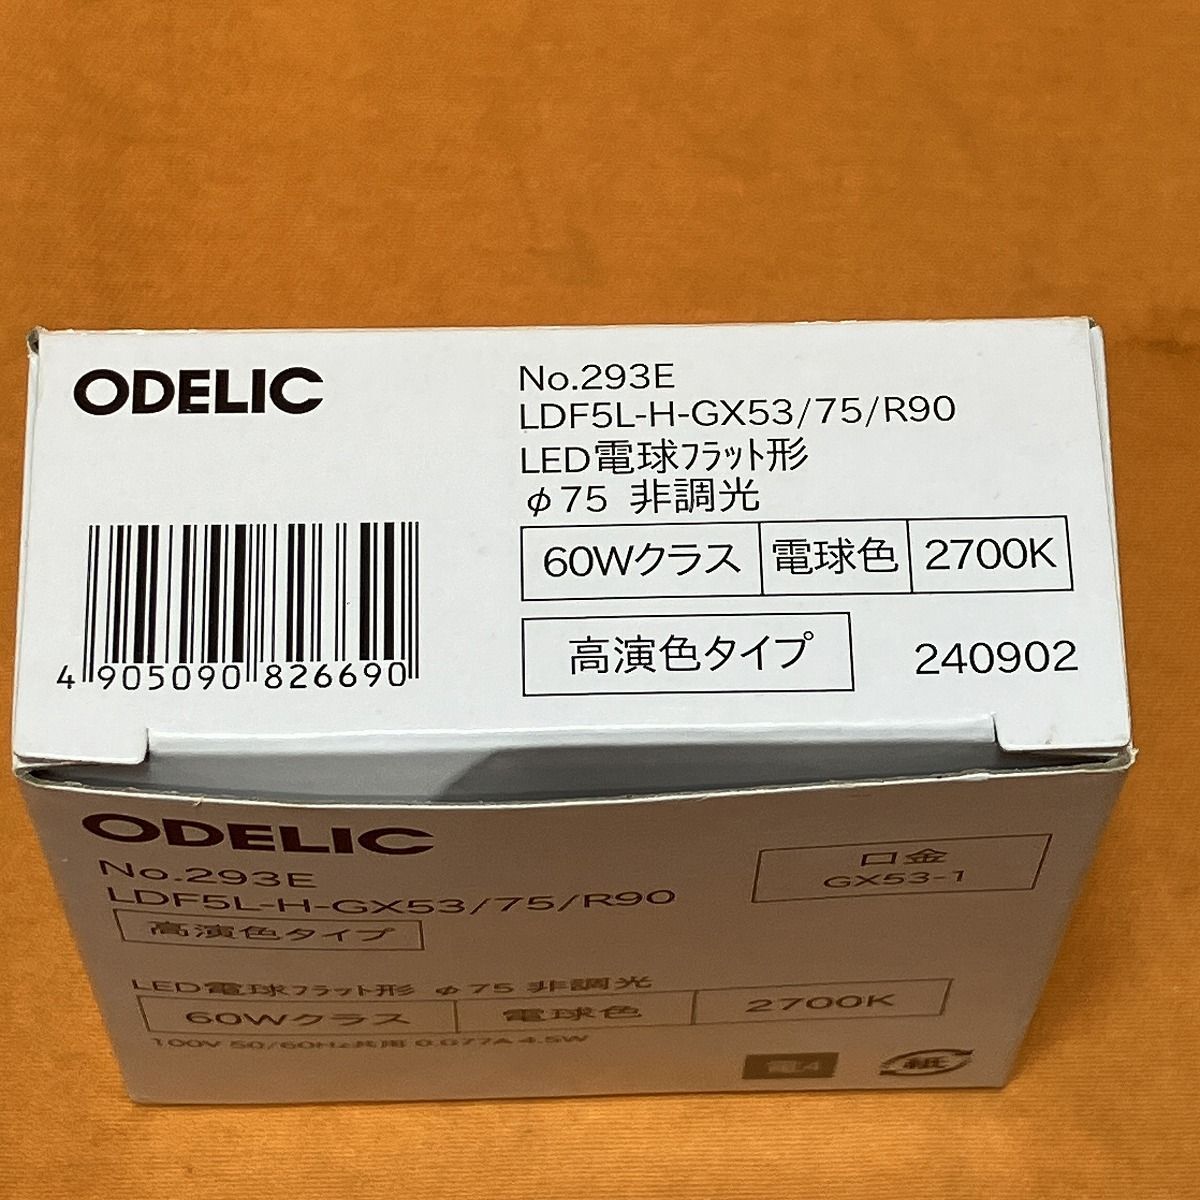 ODELIC
No.293E
LDF5L-H-GX53/75/R90
LED電球フラット形
φ75 非調光
60Wクラス 電球色 2700K
高演色タイプ
240902
4 905090 826690
ODELIC
No.293E
LDF5L-H-GX53/75/R90
高演色タイプ
口金
GX53-1
LED電球フラット形 φ75 非調光
60Wクラス 電球色 2700K
100V 50/60Hz共用 0.077A 4.5W
紙